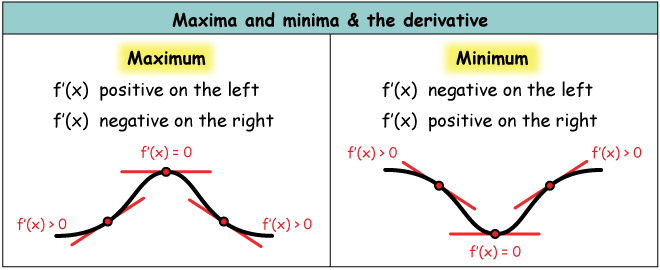 Maxima and minima & the derivative
Maximum
f'(x) positive on the left
f'(x) negative on the right
f'(x) = 0
f'(x) > 0
f'(x) > 0
Minimum
f'(x) negative on the left
f'(x) positive on the right
f'(x) > 0
f'(x) > 0
f'(x) = 0